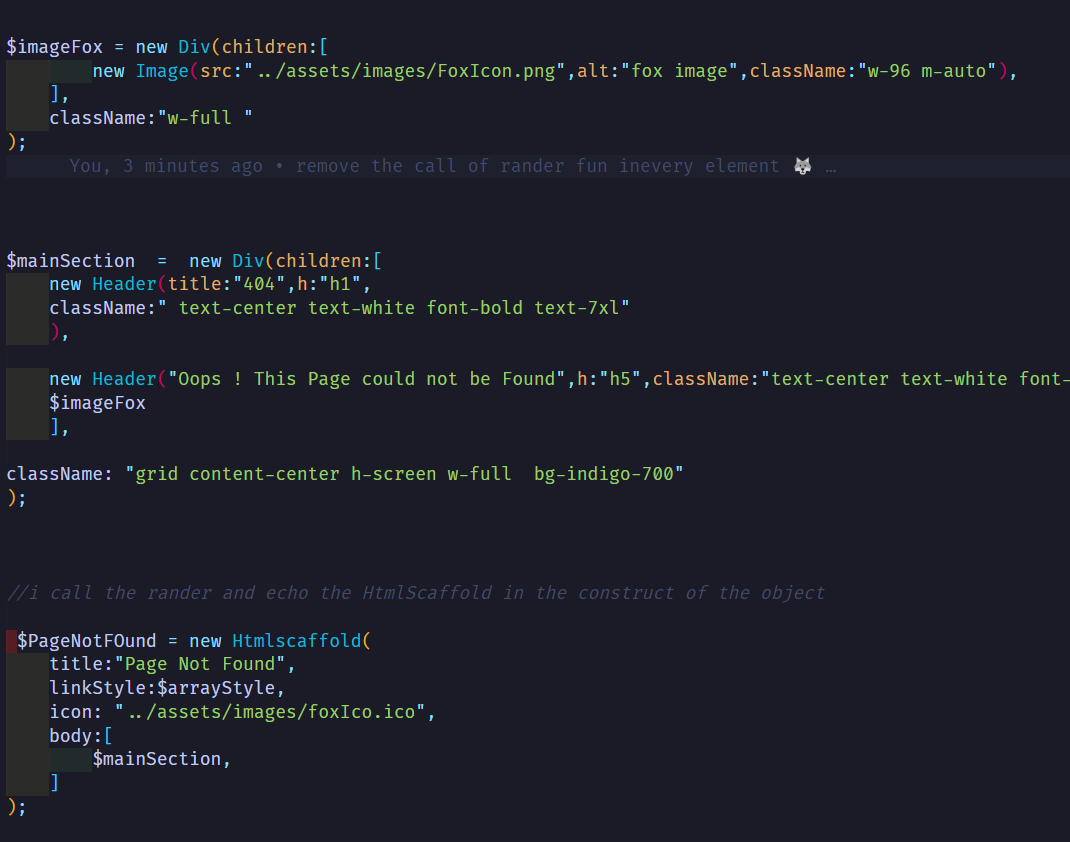 $imageFox = new Div(children:[
new Image(src:"../assets/images/FoxIcon.png",alt:"fox image",className:"w-96 m-auto"),
],
className:"w-full "
);
You, 3 minutes ago • remove the call of rander fun inevery element 🐺 …
$mainSection  =  new Div(children:[
new Header(title:"404",h:"h1",
className:" text-center text-white font-bold text-7xl"
),
new Header("Oops ! This Page could not be Found",h:"h5",className:"text-center text-white font-
$imageFox
],
className: "grid content-center h-screen w-full  bg-indigo-700"
);
//i call the rander and echo the HtmlScaffold in the construct of the object
$PageNotFOund = new Htmlscaffold(
title:"Page Not Found",
linkStyle:$arrayStyle,
icon: "../assets/images/foxIco.ico",
body:[
$mainSection,
]
);